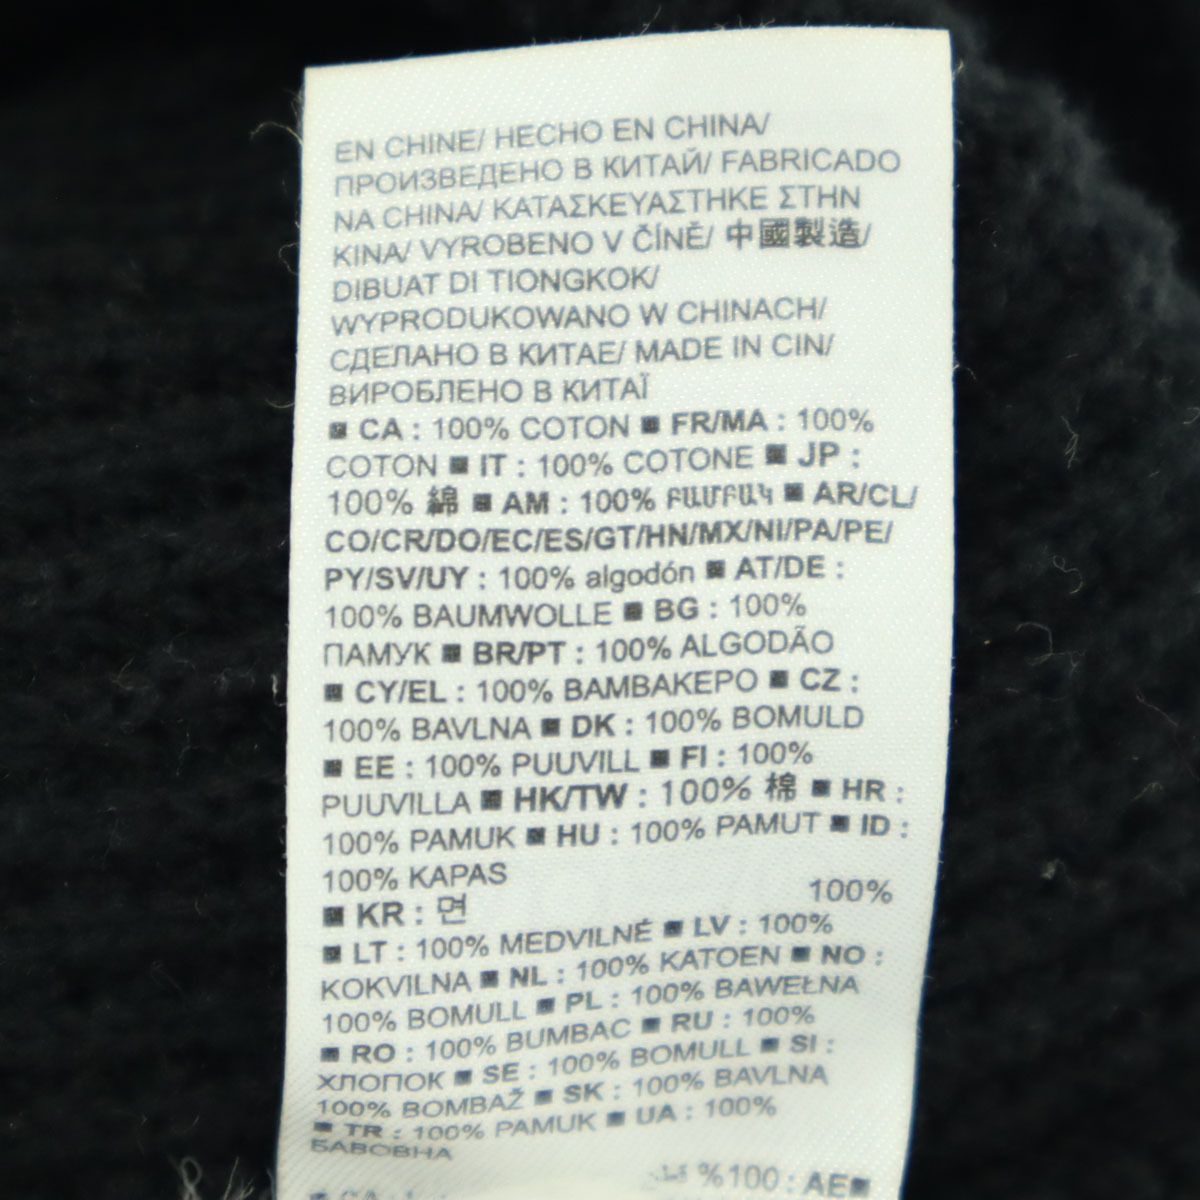 EN CHINE/ HECHO EN CHINA/
ПРОИЗВЕДЕНО В КИТАЙ/ FABRICADO
NA CHINA/ ΚΑΤΑΣΚΕΥΑΣΤΗΚΕ ΣΤΗΝ
ΚΙΝΑ/ VYROBENO V ČÍNĚ/ 中國製造/
DIBUAT DI TIONGKOK/
WYPRODUKOWANO W CHINACH/
СДЕЛАНО В КИТАЕ/ MADE IN CIN/
ВИРОБЛЕНО В КИТАЇ
■ CA : 100% COTON ■ FR/MA : 100%
COTON ■ IT : 100% COTONE ■ JP :
100% 綿 ■ AM : 100% ԲԱՄԲԱԿ ■ AR/CL/
CO/CR/DO/EC/ES/GT/HN/MX/NI/PA/PE/
PY/SV/UY : 100% algodón ■ AT/DE :
100% BAUMWOLLE ■ BG : 100%
ПАМУК ■ BR/PT : 100% ALGODÃO
■ CY/EL : 100% ΒΑΜΒΑΚΕΡΟ ■ CZ :
100% BAVLNA ■ DK : 100% BOMULD
■ EE : 100% PUUVILL ■ FI : 100%
PUUVILLA ■ HK/TW : 100% 棉 ■ HR :
100% PAMUK ■ HU : 100% PAMUT ■ ID :
100% KAPAS
■ KR : 면 100%
■ LT : 100% MEDVILNĖ ■ LV : 100%
KOKVILNA ■ NL : 100% KATOEN ■ NO :
100% BOMULL ■ PL : 100% BAWEŁNA
■ RO : 100% BUMBAC ■ RU : 100%
ХЛОПОК ■ SE : 100% BOMULL ■ SI :
100% BOMBAŽ ■ SK : 100% BAVLNA
■ TR : 100% PAMUK ■ UA : 100%
БАВОВНА
%100 : AE■